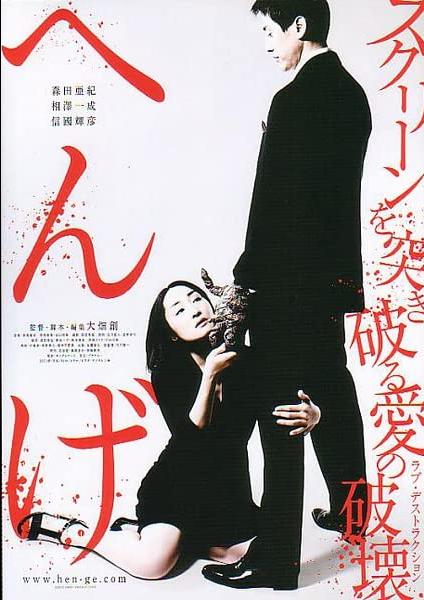 スクリーンを突き破る愛の破壊
ラブ・デストラクション
森田亜紀
相澤一成
信國輝彦
へんげ
監督・脚本・編集 大畑創
www.hen-ge.com